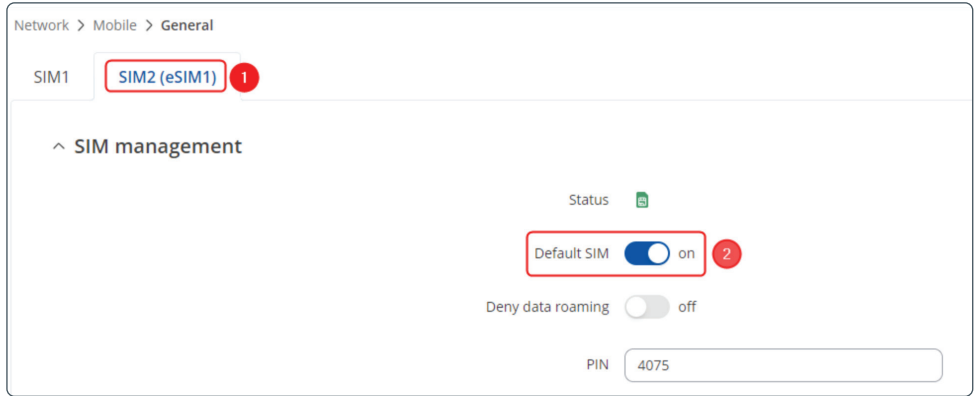 Network > Mobile > General
SIM1 SIM2 (eSIM1) 1
SIM management
Status
Default SIM on 2
Deny data roaming off
PIN 4075